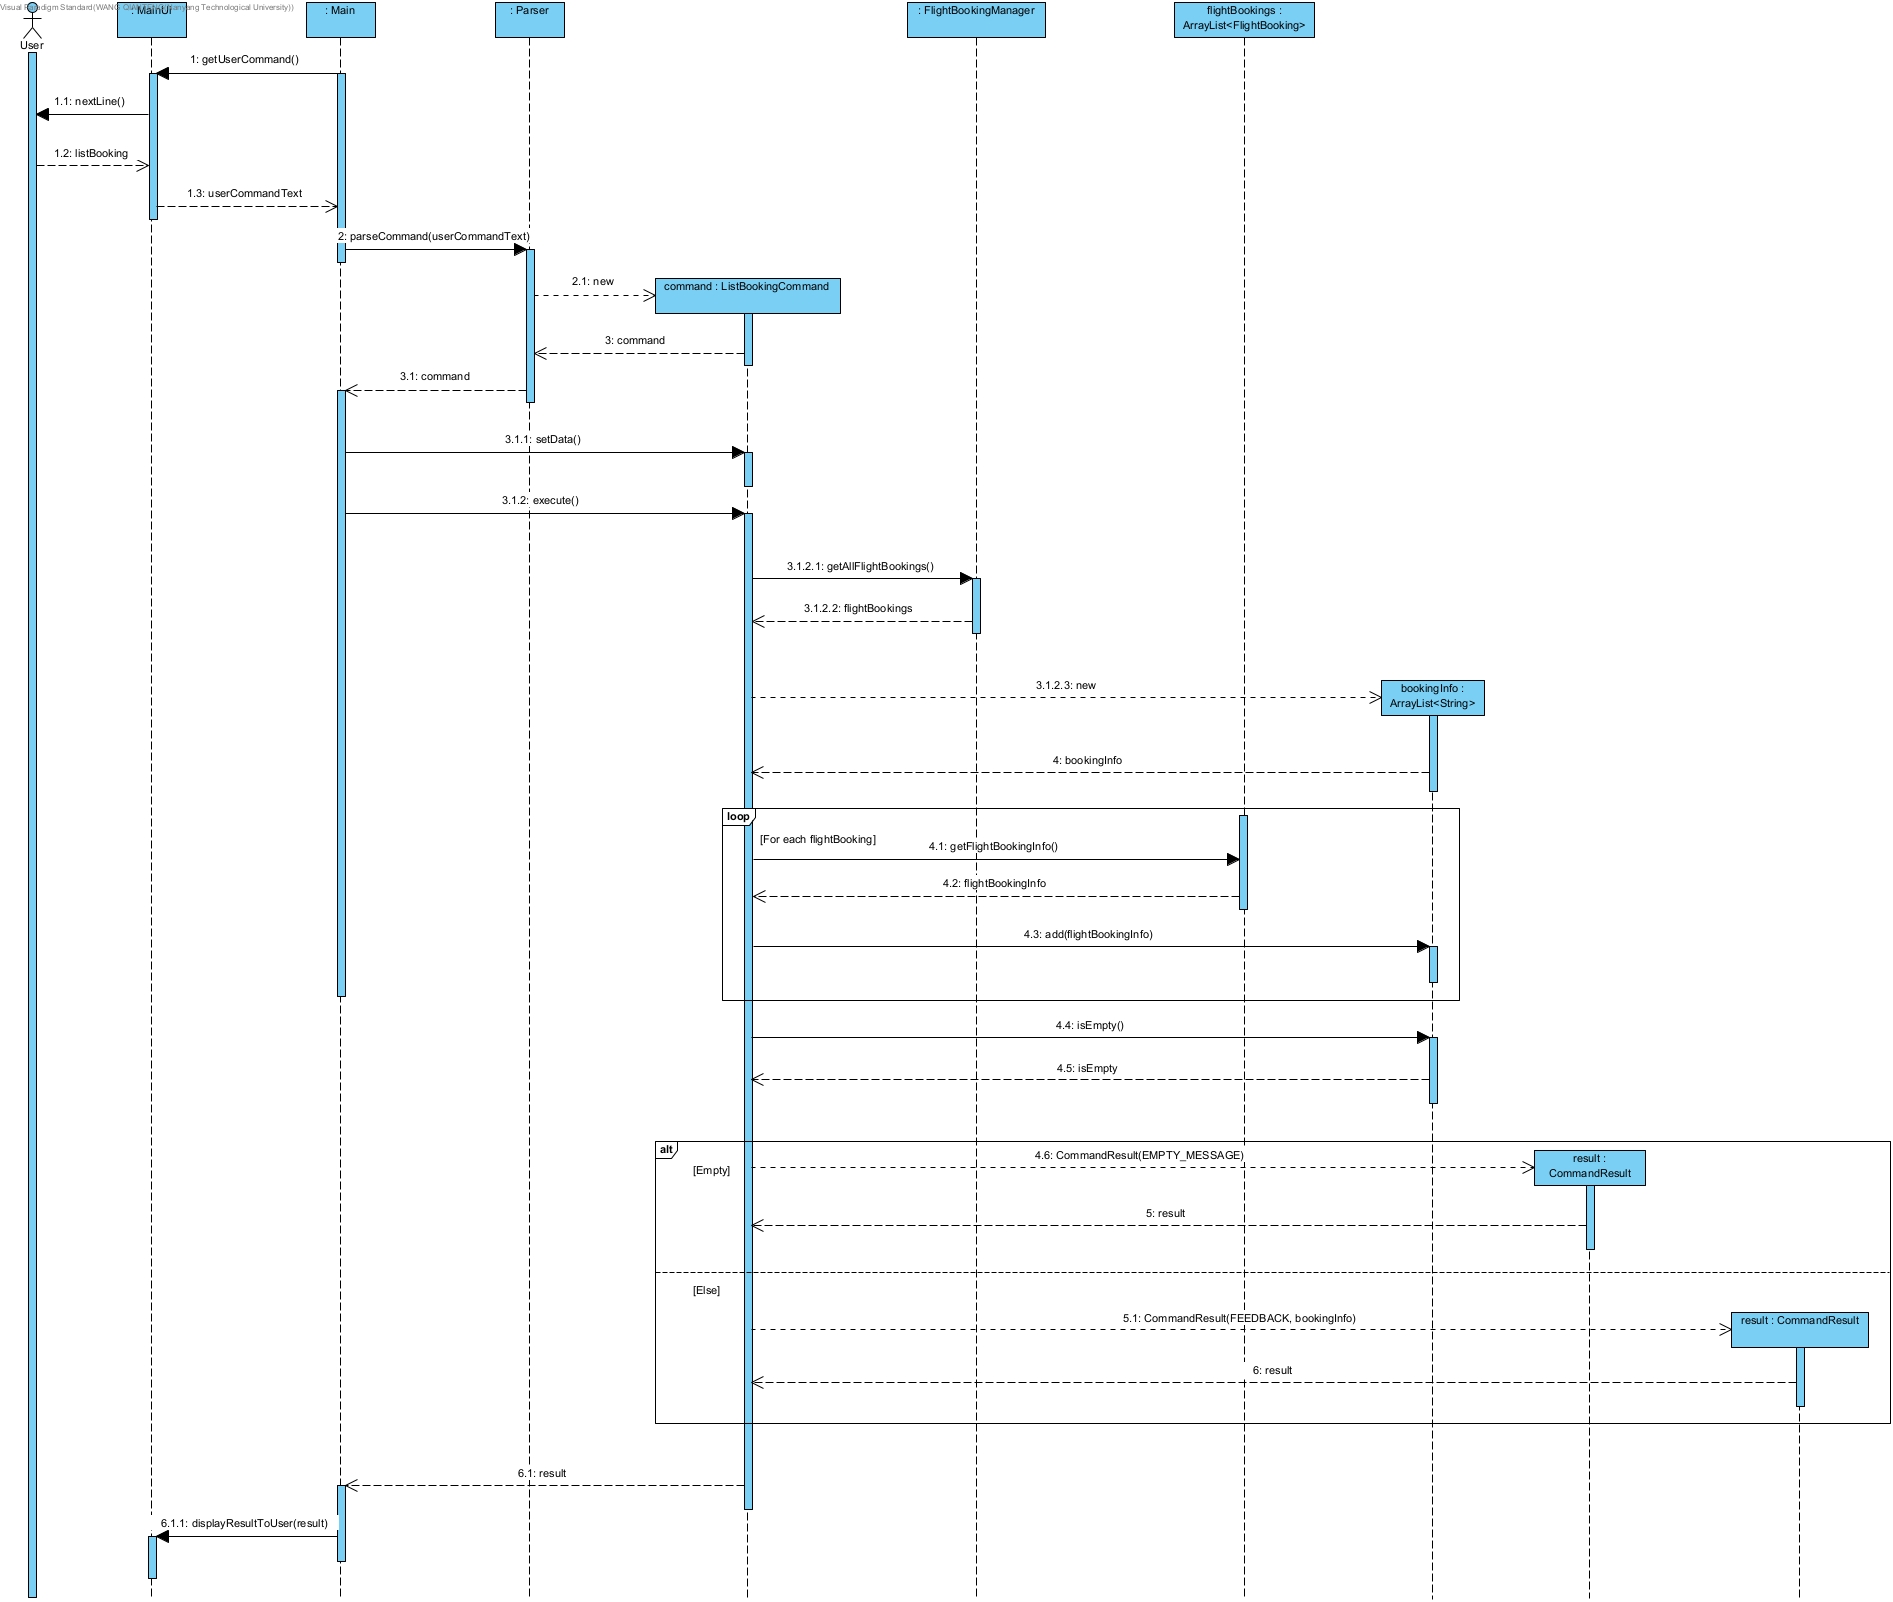 Visual Paradigm Standard(WANG Nanyang Technological University))
User
: MainUI
: Main
: Parser
: FlightBookingManager
flightBookings :
ArrayList<FlightBooking>
1: getUserCommand()
1.1: nextLine()
1.2: listBooking
1.3: userCommandText
2: parseCommand(userCommandText)
2.1: new
command : ListBookingCommand
3: command
3.1: command
3.1.1: setData()
3.1.2: execute()
3.1.2.1: getAllFlightBookings()
3.1.2.2: flightBookings
3.1.2.3: new
bookingInfo :
ArrayList<String>
4: bookingInfo
loop
[For each flightBooking]
4.1: getFlightBookingInfo()
4.2: flightBookingInfo
4.3: add(flightBookingInfo)
4.4: isEmpty()
4.5: isEmpty
alt
[Empty]
4.6: CommandResult(EMPTY_MESSAGE)
result :
CommandResult
5: result
[Else]
5.1: CommandResult(FEEDBACK, bookingInfo)
result : CommandResult
6: result
6.1: result
6.1.1: displayResultToUser(result)